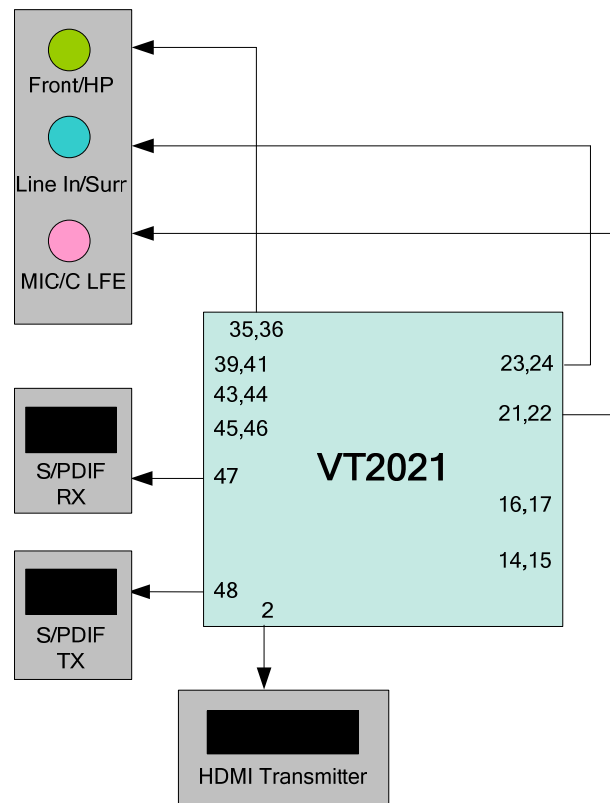 Front/HP
Line In/Surr
MIC/C LFE
35,36
39,41
23,24
43,44
21,22
45,46
VT2021
47
S/PDIF
RX
16,17
14,15
48
2
S/PDIF
TX
HDMI Transmitter